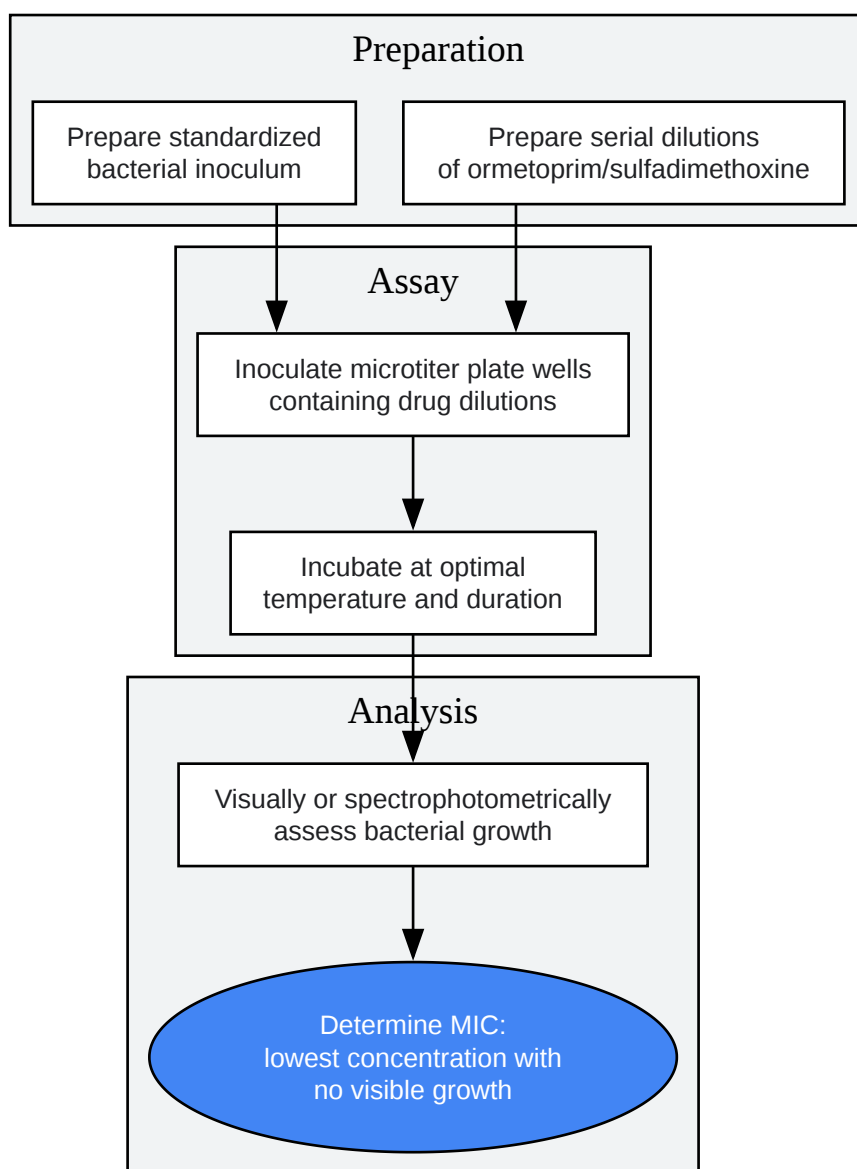 Preparation
Prepare standardized
bacterial inoculum
Prepare serial dilutions
of ormetoprim/sulfadimethoxine
Assay
Inoculate microtiter plate wells
containing drug dilutions
Incubate at optimal
temperature and duration
Analysis
Visually or spectrophotometrically
assess bacterial growth
Determine MIC:
lowest concentration with
no visible growth